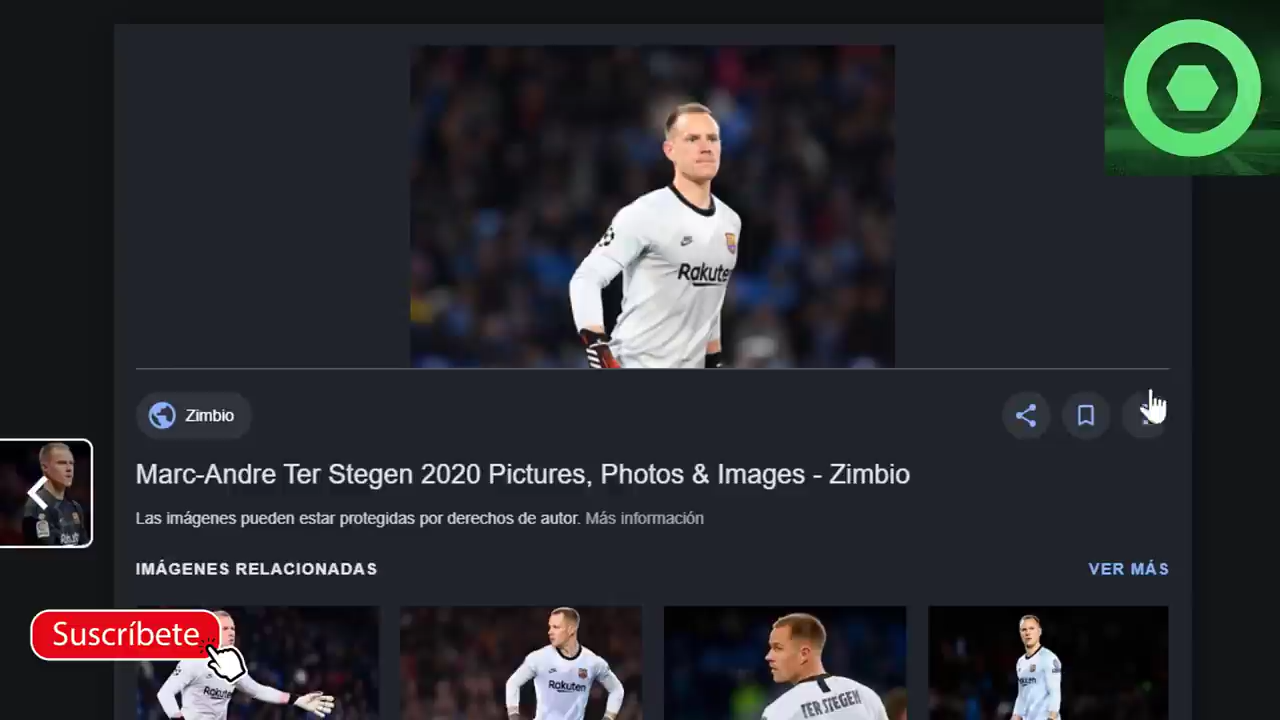 Rakuten
Zimbio
Marc-Andre Ter Stegen 2020 Pictures, Photos & Images - Zimbio
Las imágenes pueden estar protegidas por derechos de autor. Más información
IMÁGENES RELACIONADAS
VER MÁS
Suscríbete
Rakuten
TER STEGEN